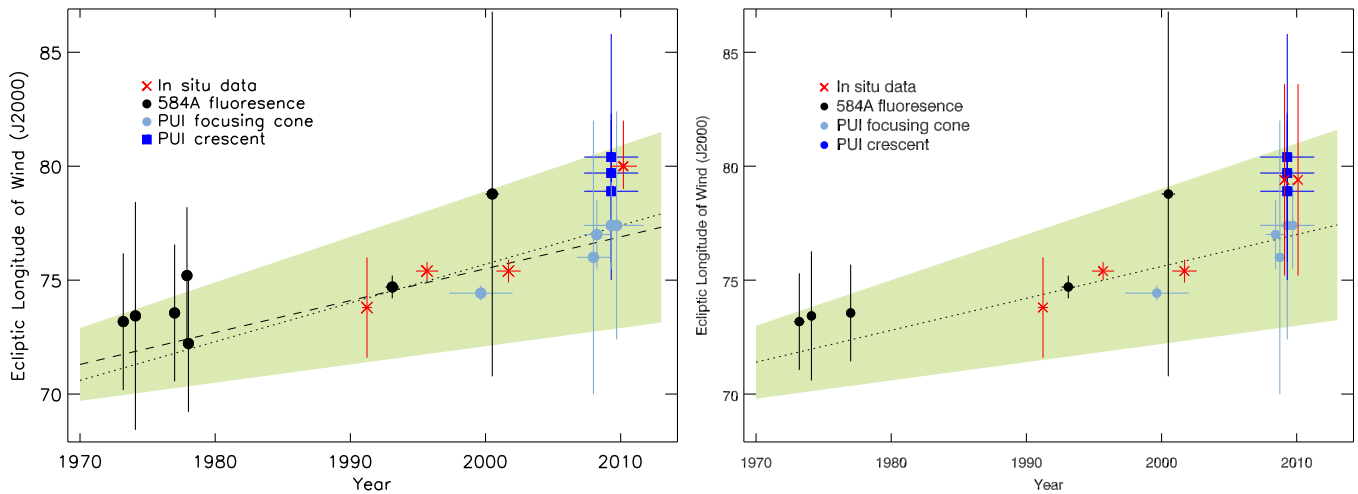 85
80
75
70
Ecliptic Longitude of Wind (J2000)
In situ data
584A fluoresence
PUI focusing cone
PUI crescent
1970 1980 1990 2000 2010
Year
85
80
75
70
Ecliptic Longitude of Wind (J2000)
In situ data
584A fluoresence
PUI focusing cone
PUI crescent
1970 1980 1990 2000 2010
Year